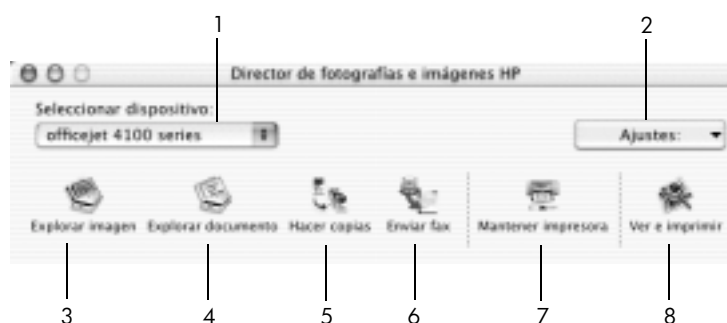 1
2
Director de fotografías e imágenes HP
Seleccionar dispositivo:
officejet 4100 series
Ajustes:
Explorar imagen Explorar documento Hacer copias Enviar fax Mantener impresora Ver e imprimir
3 4 5 6 7 8